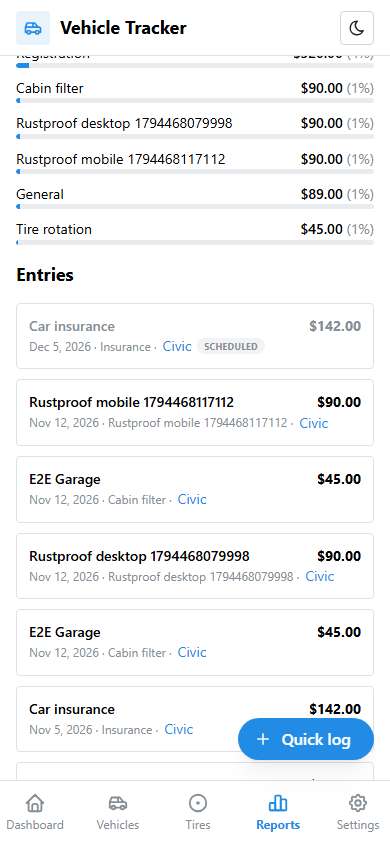 Vehicle Tracker
Registration $320.00 (1%)
Cabin filter $90.00 (1%)
Rustproof desktop 1794468079998 $90.00 (1%)
Rustproof mobile 1794468117112 $90.00 (1%)
General $89.00 (1%)
Tire rotation $45.00 (1%)
Entries
Car insurance $142.00
Dec 5, 2026 · Insurance · Civic SCHEDULED
Rustproof mobile 1794468117112 $90.00
Nov 12, 2026 · Rustproof mobile 1794468117112 · Civic
E2E Garage $45.00
Nov 12, 2026 · Cabin filter · Civic
Rustproof desktop 1794468079998 $90.00
Nov 12, 2026 · Rustproof desktop 1794468079998 · Civic
E2E Garage $45.00
Nov 12, 2026 · Cabin filter · Civic
Car insurance $142.00
Nov 5, 2026 · Insurance · Civic
+ Quick log
Dashboard Vehicles Tires Reports Settings